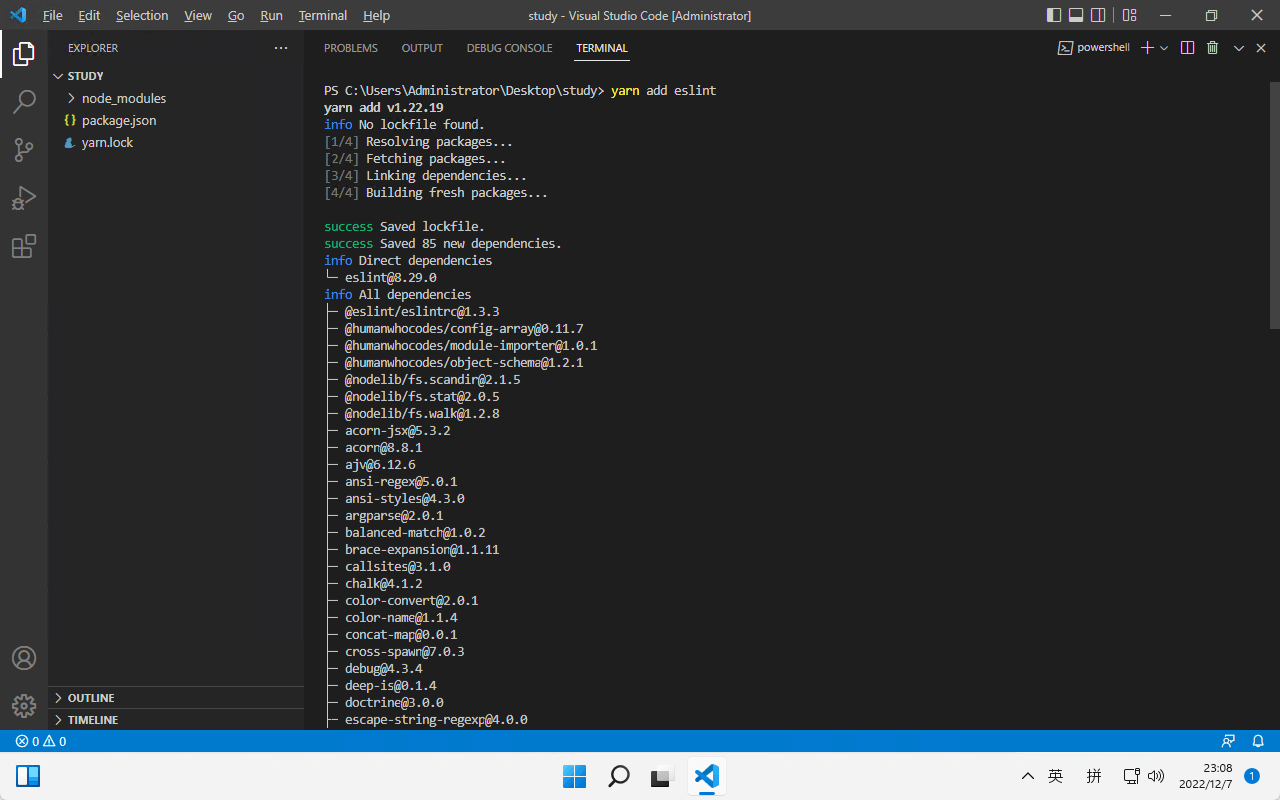 File Edit Selection View Go Run Terminal Help
study - Visual Studio Code [Administrator]
EXPLORER
STUDY
node_modules
{} package.json
yarn.lock
OUTLINE
TIMELINE
PROBLEMS OUTPUT DEBUG CONSOLE TERMINAL
powershell
PS C:\Users\Administrator\Desktop\study> yarn add eslint
yarn add v1.22.19
info No lockfile found.
[1/4] Resolving packages...
[2/4] Fetching packages...
[3/4] Linking dependencies...
[4/4] Building fresh packages...
success Saved lockfile.
success Saved 85 new dependencies.
info Direct dependencies
└─ eslint@8.29.0
info All dependencies
├─ @eslint/eslintrc@1.3.3
├─ @humanwhocodes/config-array@0.11.7
├─ @humanwhocodes/module-importer@1.0.1
├─ @humanwhocodes/object-schema@1.2.1
├─ @nodelib/fs.scandir@2.1.5
├─ @nodelib/fs.stat@2.0.5
├─ @nodelib/fs.walk@1.2.8
├─ acorn-jsx@5.3.2
├─ acorn@8.8.1
├─ ajv@6.12.6
├─ ansi-regex@5.0.1
├─ ansi-styles@4.3.0
├─ argparse@2.0.1
├─ balanced-match@1.0.2
├─ brace-expansion@1.1.11
├─ callsites@3.1.0
├─ chalk@4.1.2
├─ color-convert@2.0.1
├─ color-name@1.1.4
├─ concat-map@0.0.1
├─ cross-spawn@7.0.3
├─ debug@4.3.4
├─ deep-is@0.1.4
├─ doctrine@3.0.0
├─ escape-string-regexp@4.0.0
0 0
英 拼
23:08
2022/12/7
1